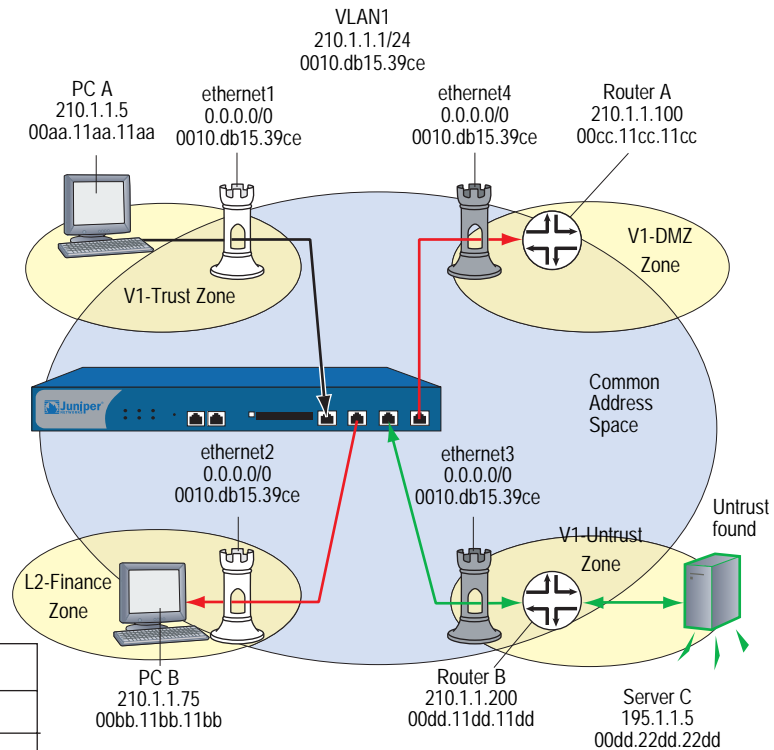 VLAN1
210.1.1.1/24
0010.db15.39ce
PC A
210.1.1.5
00aa.11aa.11aa
ethernet1
0.0.0.0/0
0010.db15.39ce
ethernet4
0.0.0.0/0
0010.db15.39ce
Router A
210.1.1.100
00cc.11cc.11cc
V1-Trust Zone
V1-DMZ
Zone
Juniper
NETWORKS
Common
Address
Space
ethernet2
0.0.0.0/0
0010.db15.39ce
ethernet3
0.0.0.0/0
0010.db15.39ce
Untrust
found
L2-Finance
Zone
V1-Untrust
Zone
PC B
210.1.1.75
00bb.11bb.11bb
Router B
210.1.1.200
00dd.11dd.11dd
Server C
195.1.1.5
00dd.22dd.22dd